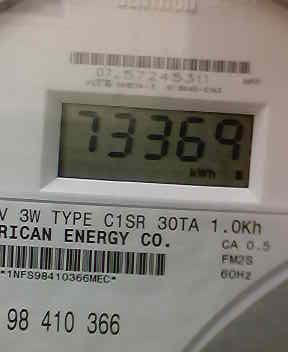 73369
kWh
V 3W TYPE C1SR 30TA 1.0Kh
RICAN ENERGY CO.
CA 0.5
FM2S
60Hz
*1NFS98410366MEC*
98 410 366